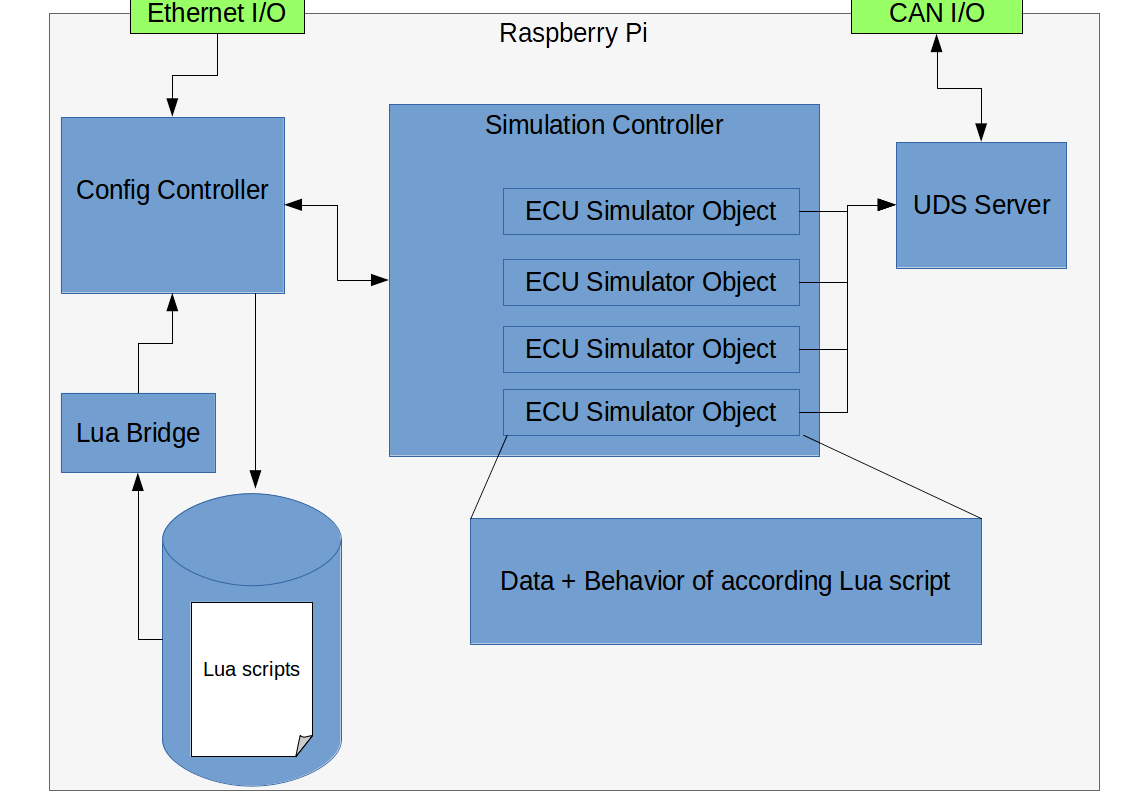 Ethernet I/O
CAN I/O
Raspberry Pi
Simulation Controller
Config Controller
ECU Simulator Object
UDS Server
ECU Simulator Object
ECU Simulator Object
ECU Simulator Object
Lua Bridge
Data + Behavior of according Lua script
Lua scripts